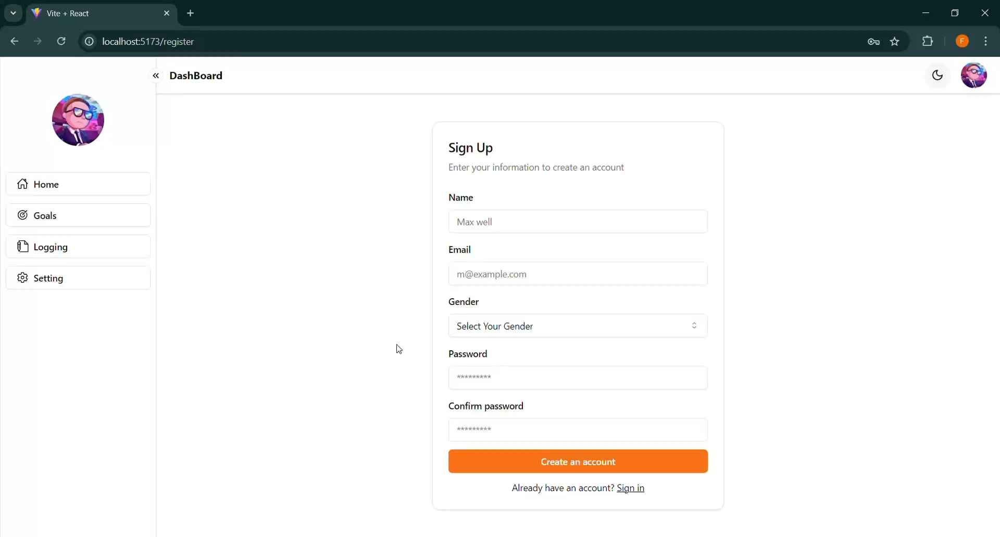 Vite + React
localhost:5173/register
F
DashBoard
Home
Goals
Logging
Setting
Sign Up
Enter your information to create an account
Name
Max well
Email
m@example.com
Gender
Select Your Gender
Password
*********
Confirm password
*********
Create an account
Already have an account? Sign in